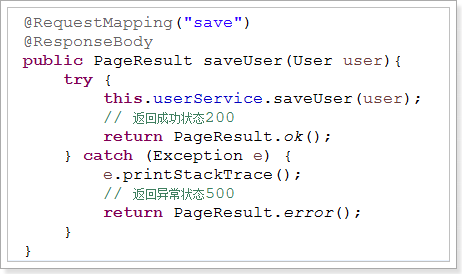 @RequestMapping("save")
@ResponseBody
public PageResult saveUser(User user){
    try {
        this.userService.saveUser(user);
        // 返回成功状态200
        return PageResult.ok();
    } catch (Exception e) {
        e.printStackTrace();
        // 返回异常状态500
        return PageResult.error();
    }
}